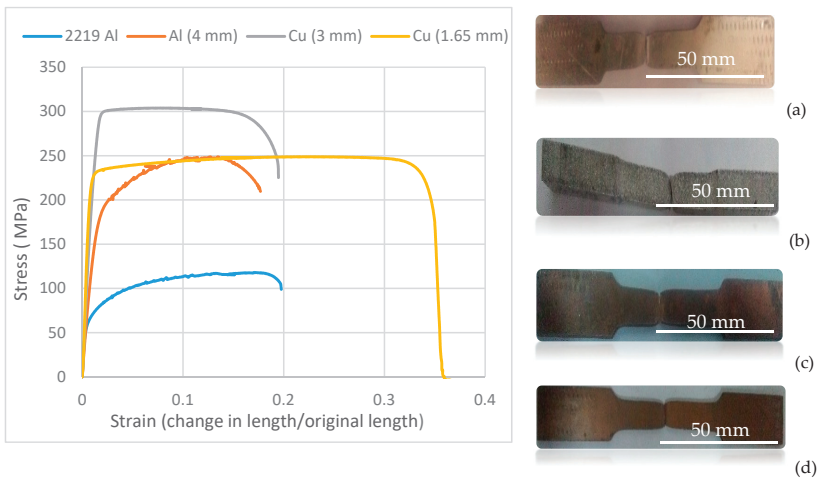 2219 Al Al (4 mm) Cu (3 mm) Cu (1.65 mm)
350
300
250
200
150
100
50
0
Stress ( MPa)
0 0.1 0.2 0.3 0.4
Strain (change in length/original length)
50 mm
(a)
50 mm
(b)
50 mm
(c)
50 mm
(d)